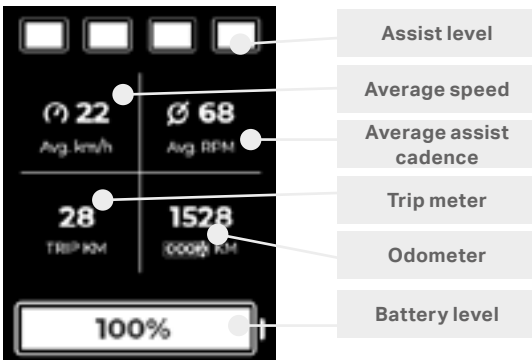 22
Avg. km/h
68
Avg. RPM
28
TRIP KM
1528
KM
100%
Assist level
Average speed
Average assist
cadence
Trip meter
Odometer
Battery level